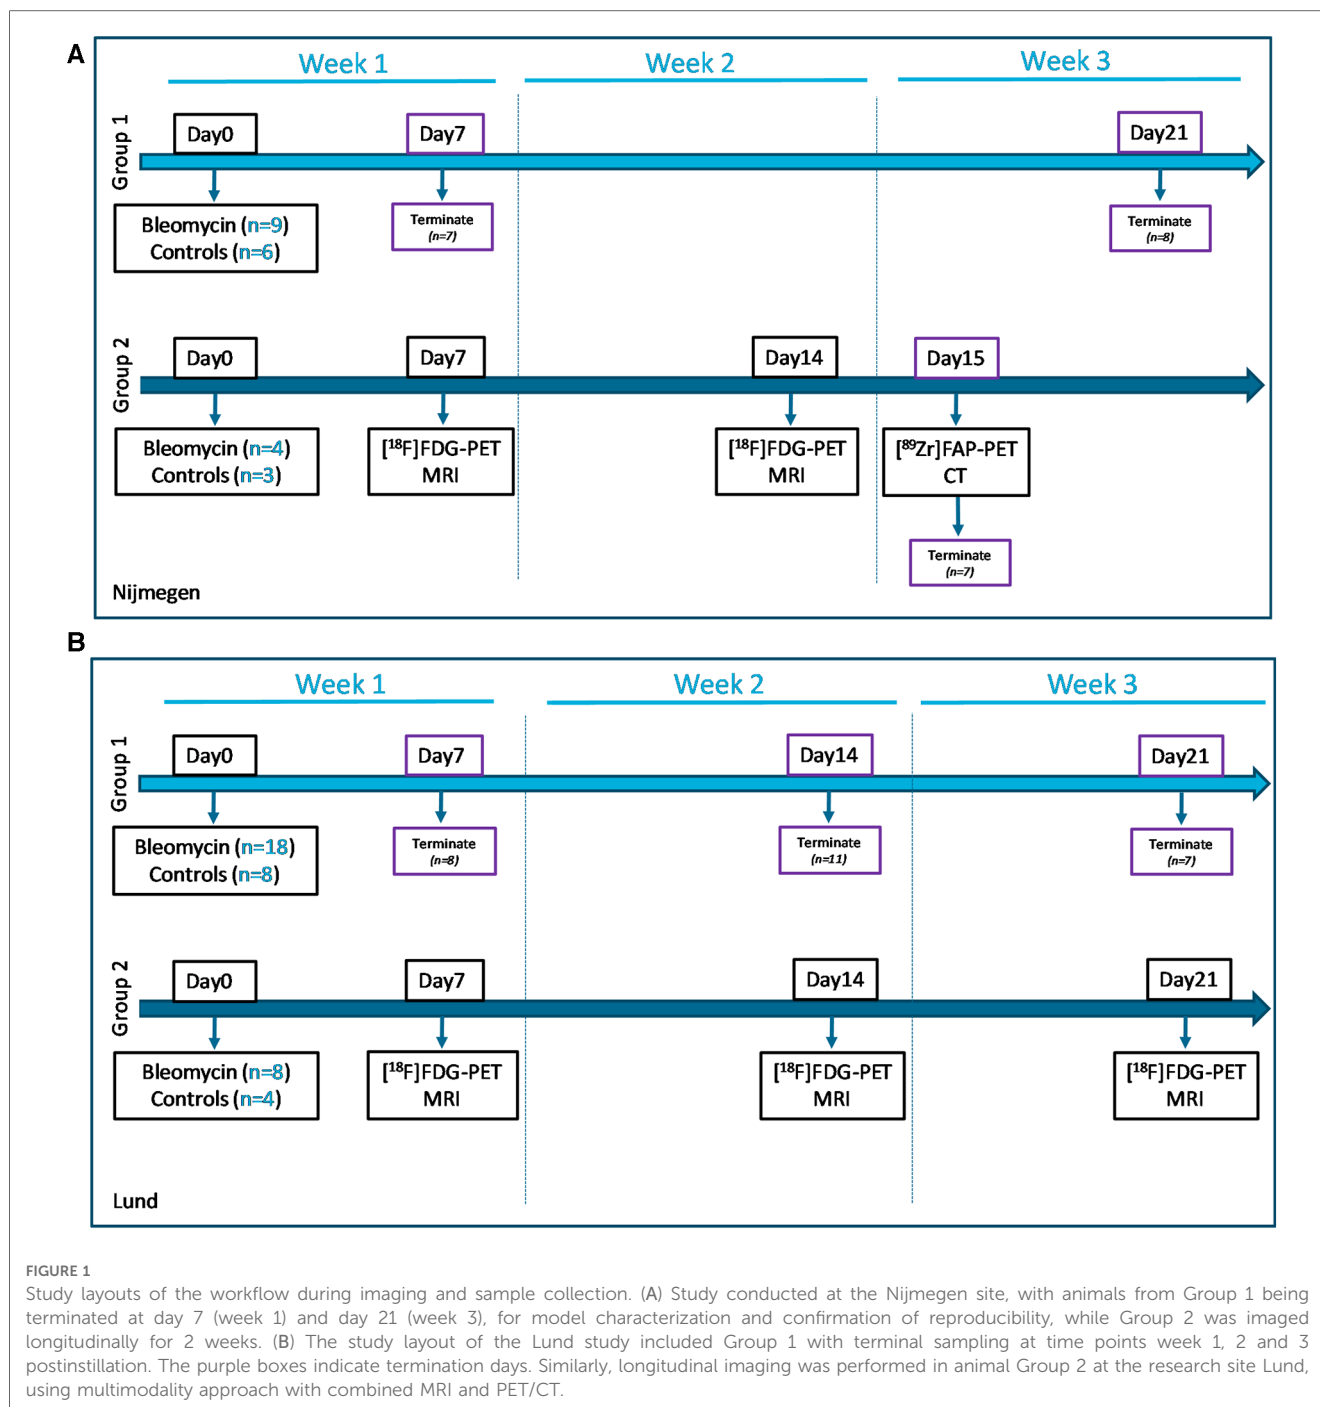 A
Week 1
Week 2
Week 3
Group 1
Day0
Day7
Day21
Bleomycin (n=9)
Controls (n=6)
Terminate
(n=7)
Terminate
(n=8)
Group 2
Day0
Day7
Day14
Day15
Bleomycin (n=4)
Controls (n=3)
[¹⁸F]FDG-PET
MRI
[¹⁸F]FDG-PET
MRI
[⁸⁹Zr]FAP-PET
CT
Terminate
(n=7)
Nijmegen
B
Week 1
Week 2
Week 3
Group 1
Day0
Day7
Day14
Day21
Bleomycin (n=18)
Controls (n=8)
Terminate
(n=8)
Terminate
(n=11)
Terminate
(n=7)
Group 2
Day0
Day7
Day14
Day21
Bleomycin (n=8)
Controls (n=4)
[¹⁸F]FDG-PET
MRI
[¹⁸F]FDG-PET
MRI
[¹⁸F]FDG-PET
MRI
Lund
FIGURE 1
Study layouts of the workflow during imaging and sample collection. (A) Study conducted at the Nijmegen site, with animals from Group 1 being
terminated at day 7 (week 1) and day 21 (week 3), for model characterization and confirmation of reproducibility, while Group 2 was imaged
longitudinally for 2 weeks. (B) The study layout of the Lund study included Group 1 with terminal sampling at time points week 1, 2 and 3
postinstillation. The purple boxes indicate termination days. Similarly, longitudinal imaging was performed in animal Group 2 at the research site Lund,
using multimodality approach with combined MRI and PET/CT.